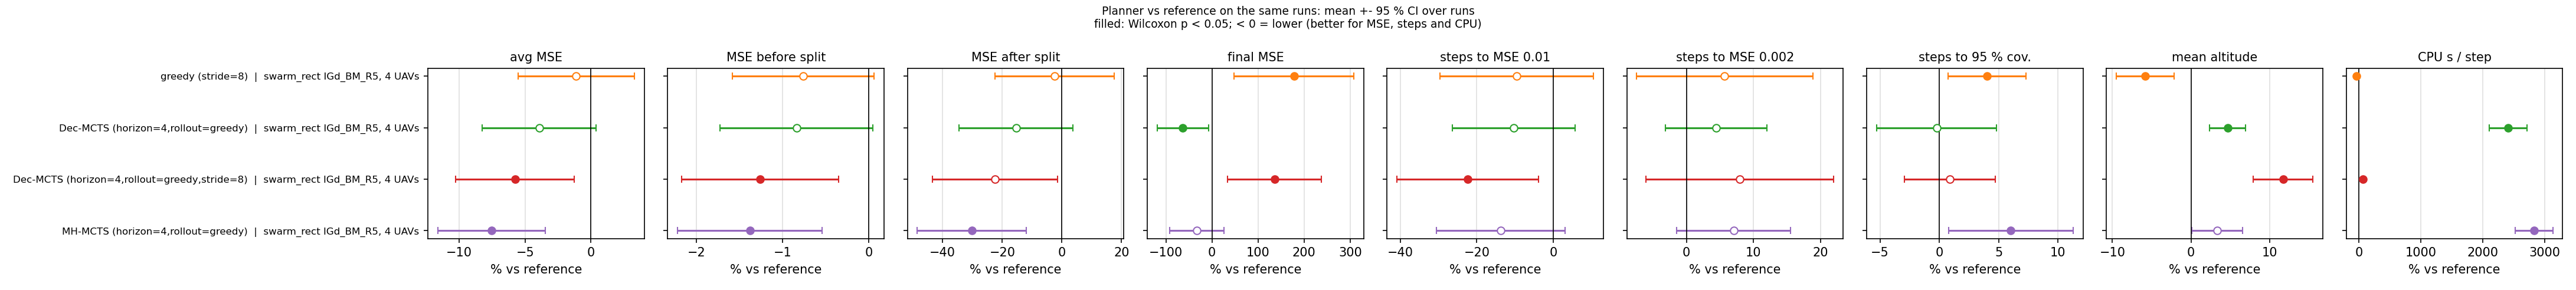 Planner vs reference on the same runs: mean +- 95 % CI over runs
filled: Wilcoxon p < 0.05; < 0 = lower (better for MSE, steps and CPU)
avg MSE
MSE before split
MSE after split
final MSE
steps to MSE 0.01
steps to MSE 0.002
steps to 95 % cov.
mean altitude
CPU s / step
greedy (stride=8) | swarm_rect IGd_BM_R5, 4 UAVs
Dec-MCTS (horizon=4,rollout=greedy) | swarm_rect IGd_BM_R5, 4 UAVs
Dec-MCTS (horizon=4,rollout=greedy,stride=8) | swarm_rect IGd_BM_R5, 4 UAVs
MH-MCTS (horizon=4,rollout=greedy) | swarm_rect IGd_BM_R5, 4 UAVs
−10 −5 0
−2 −1 0
−40 −20 0 20
−100 0 100 200 300
−40 −20 0
0 10 20
−5 0 5 10
−10 0 10
0 1000 2000 3000
% vs reference
% vs reference
% vs reference
% vs reference
% vs reference
% vs reference
% vs reference
% vs reference
% vs reference